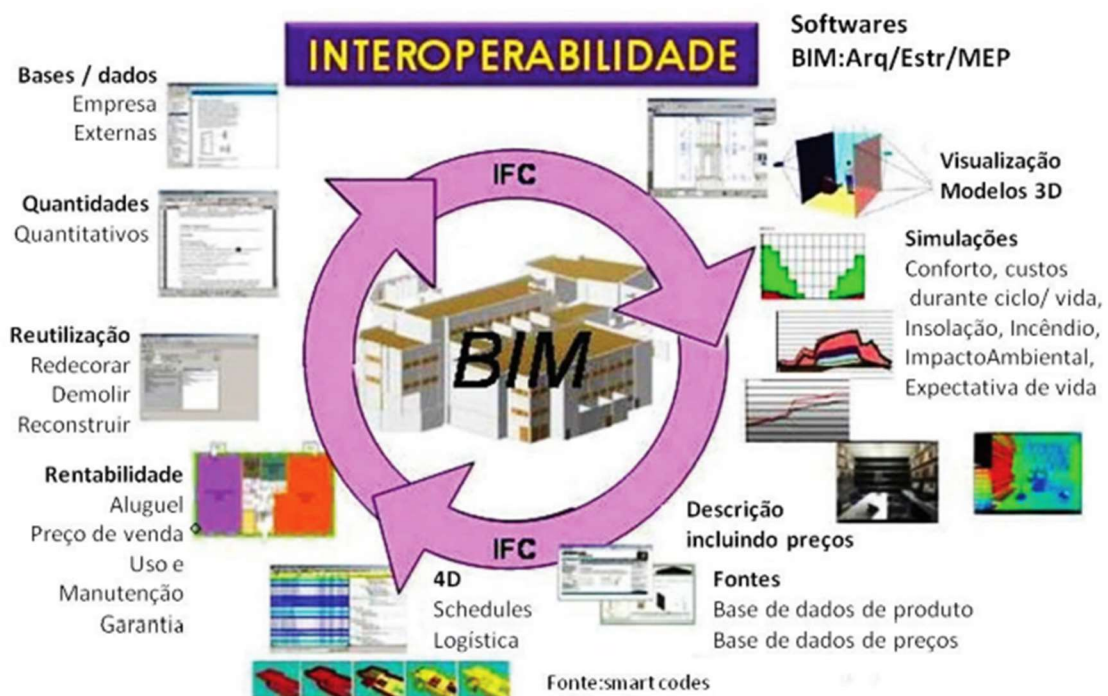 INTEROPERABILIDADE
Softwares
BIM:Arq/Estr/MEP
Bases / dados
Empresa
Externas
IFC
Visualização
Modelos 3D
Quantidades
Quantitativos
Simulações
Conforto, custos
durante ciclo/ vida,
Insolação, Incêndio,
ImpactoAmbiental,
Expectativa de vida
Reutilização
Redecorar
Demolir
Reconstruir
BIM
Rentabilidade
Aluguel
Preço de venda
Uso e
Manutenção
Garantia
Descrição
incluindo preços
IFC
4D
Schedules
Logística
Fontes
Base de dados de produto
Base de dados de preços
Fonte:smart codes